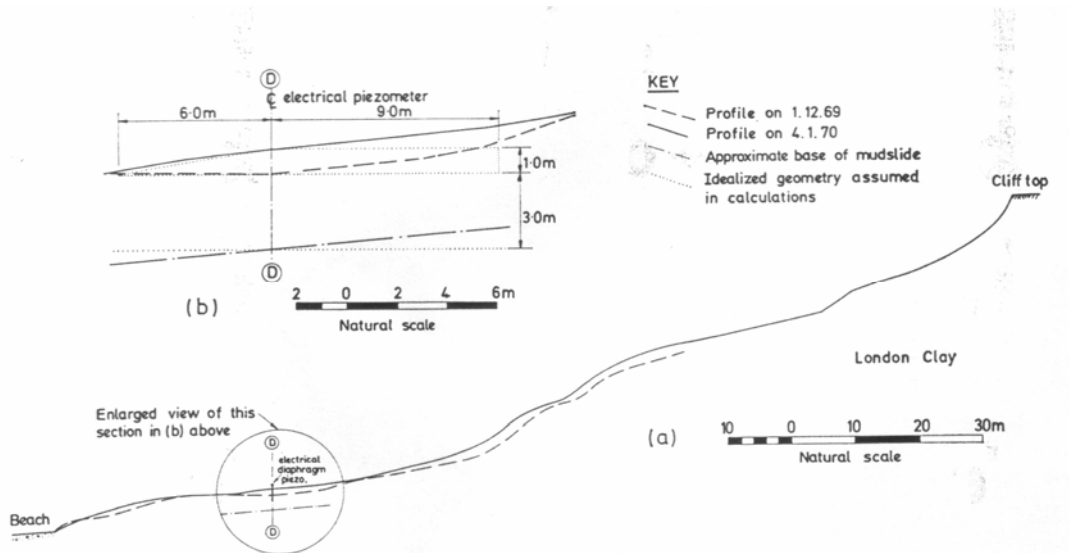 D
℄ electrical piezometer
6·0m
9·0m
1·0m
3·0m
D
(b)
2 0 2 4 6m
Natural scale
KEY
Profile on 1.12.69
Profile on 4.1.70
Approximate base of mudslide
Idealized geometry assumed
in calculations
Cliff top
London Clay
Enlarged view of this
section in (b) above
D
electrical
diaphragm
piezo.
D
Beach
(a)
10 0 10 20 30m
Natural scale